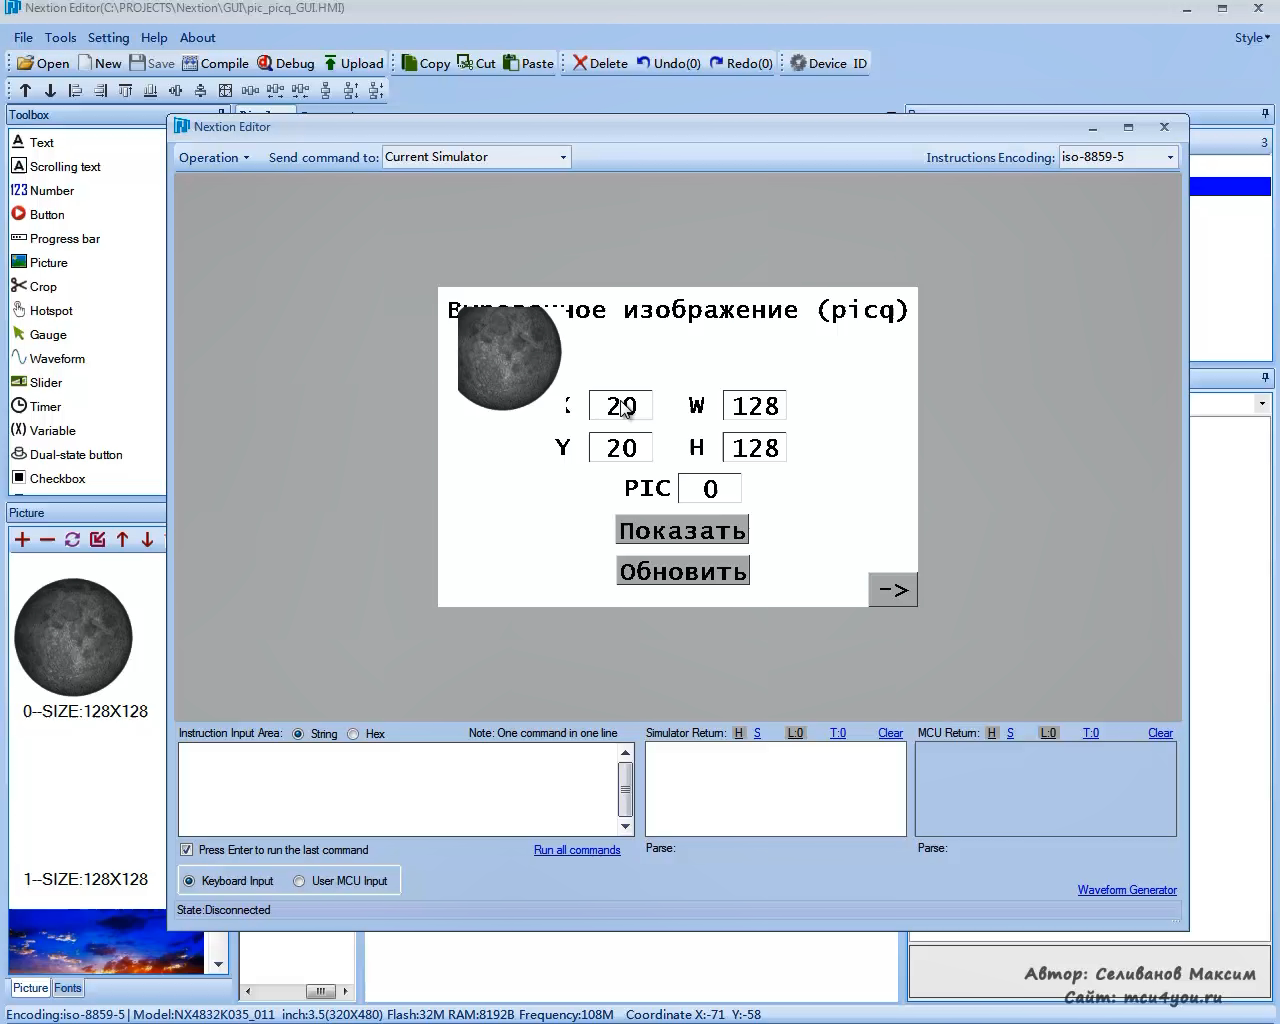 Nextion Editor(C:\PROJECTS\Nextion\GUI\pic_picq_GUI.HMI)
File Tools Setting Help About
Style
Open New Save Compile Debug Upload Copy Cut Paste Delete Undo(0) Redo(0) Device ID
Toolbox
Text
Scrolling text
Number
Button
Progress bar
Picture
Crop
Hotspot
Gauge
Waveform
Slider
Timer
Variable
Dual-state button
Checkbox
3
Nextion Editor
Operation Send command to: Current Simulator Instructions Encoding: iso-8859-5
изображение (picq)
20 W 128
Y 20 H 128
PIC 0
Показать
Обновить
->
Instruction Input Area: String Hex Note: One command in one line
Simulator Return: H S L:0 T:0 Clear
MCU Return: H S L:0 T:0 Clear
Press Enter to run the last command Run all commands
Parse:
Parse:
Keyboard Input User MCU Input
Waveform Generator
State:Disconnected
Picture
0--SIZE:128X128
1--SIZE:128X128
Picture Fonts
Автор: Селиванов Максим
Сайт: mcu4you.ru
Encoding:iso-8859-5 Model:NX4832K035_011 inch:3.5(320X480) Flash:32M RAM:8192B Frequency:108M Coordinate X:-71 Y:-58